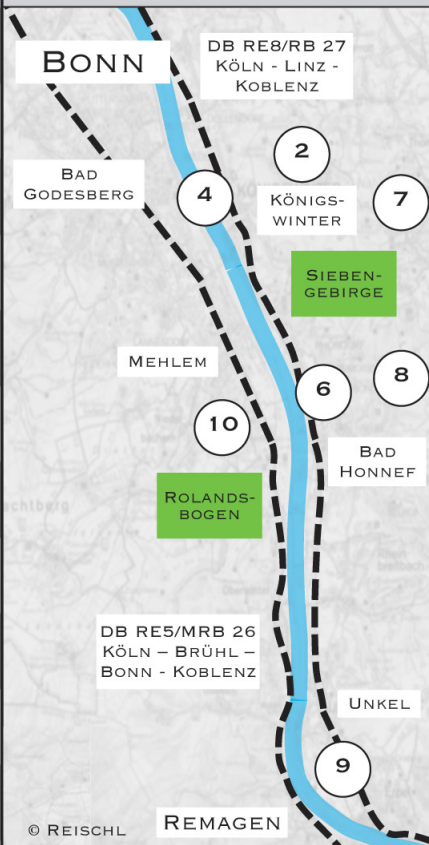 BONN
DB RE8/RB 27
KÖLN - LINZ -
KOBLENZ
2
BAD
GODESBERG
4
KÖNIGS-
WINTER
7
SIEBEN-
GEBIRGE
MEHLEM
6
8
10
BAD
HONNEF
ROLANDS-
BOGEN
DB RE5/MRB 26
KÖLN – BRÜHL –
BONN - KOBLENZ
UNKEL
9
REMAGEN
© REISCHL